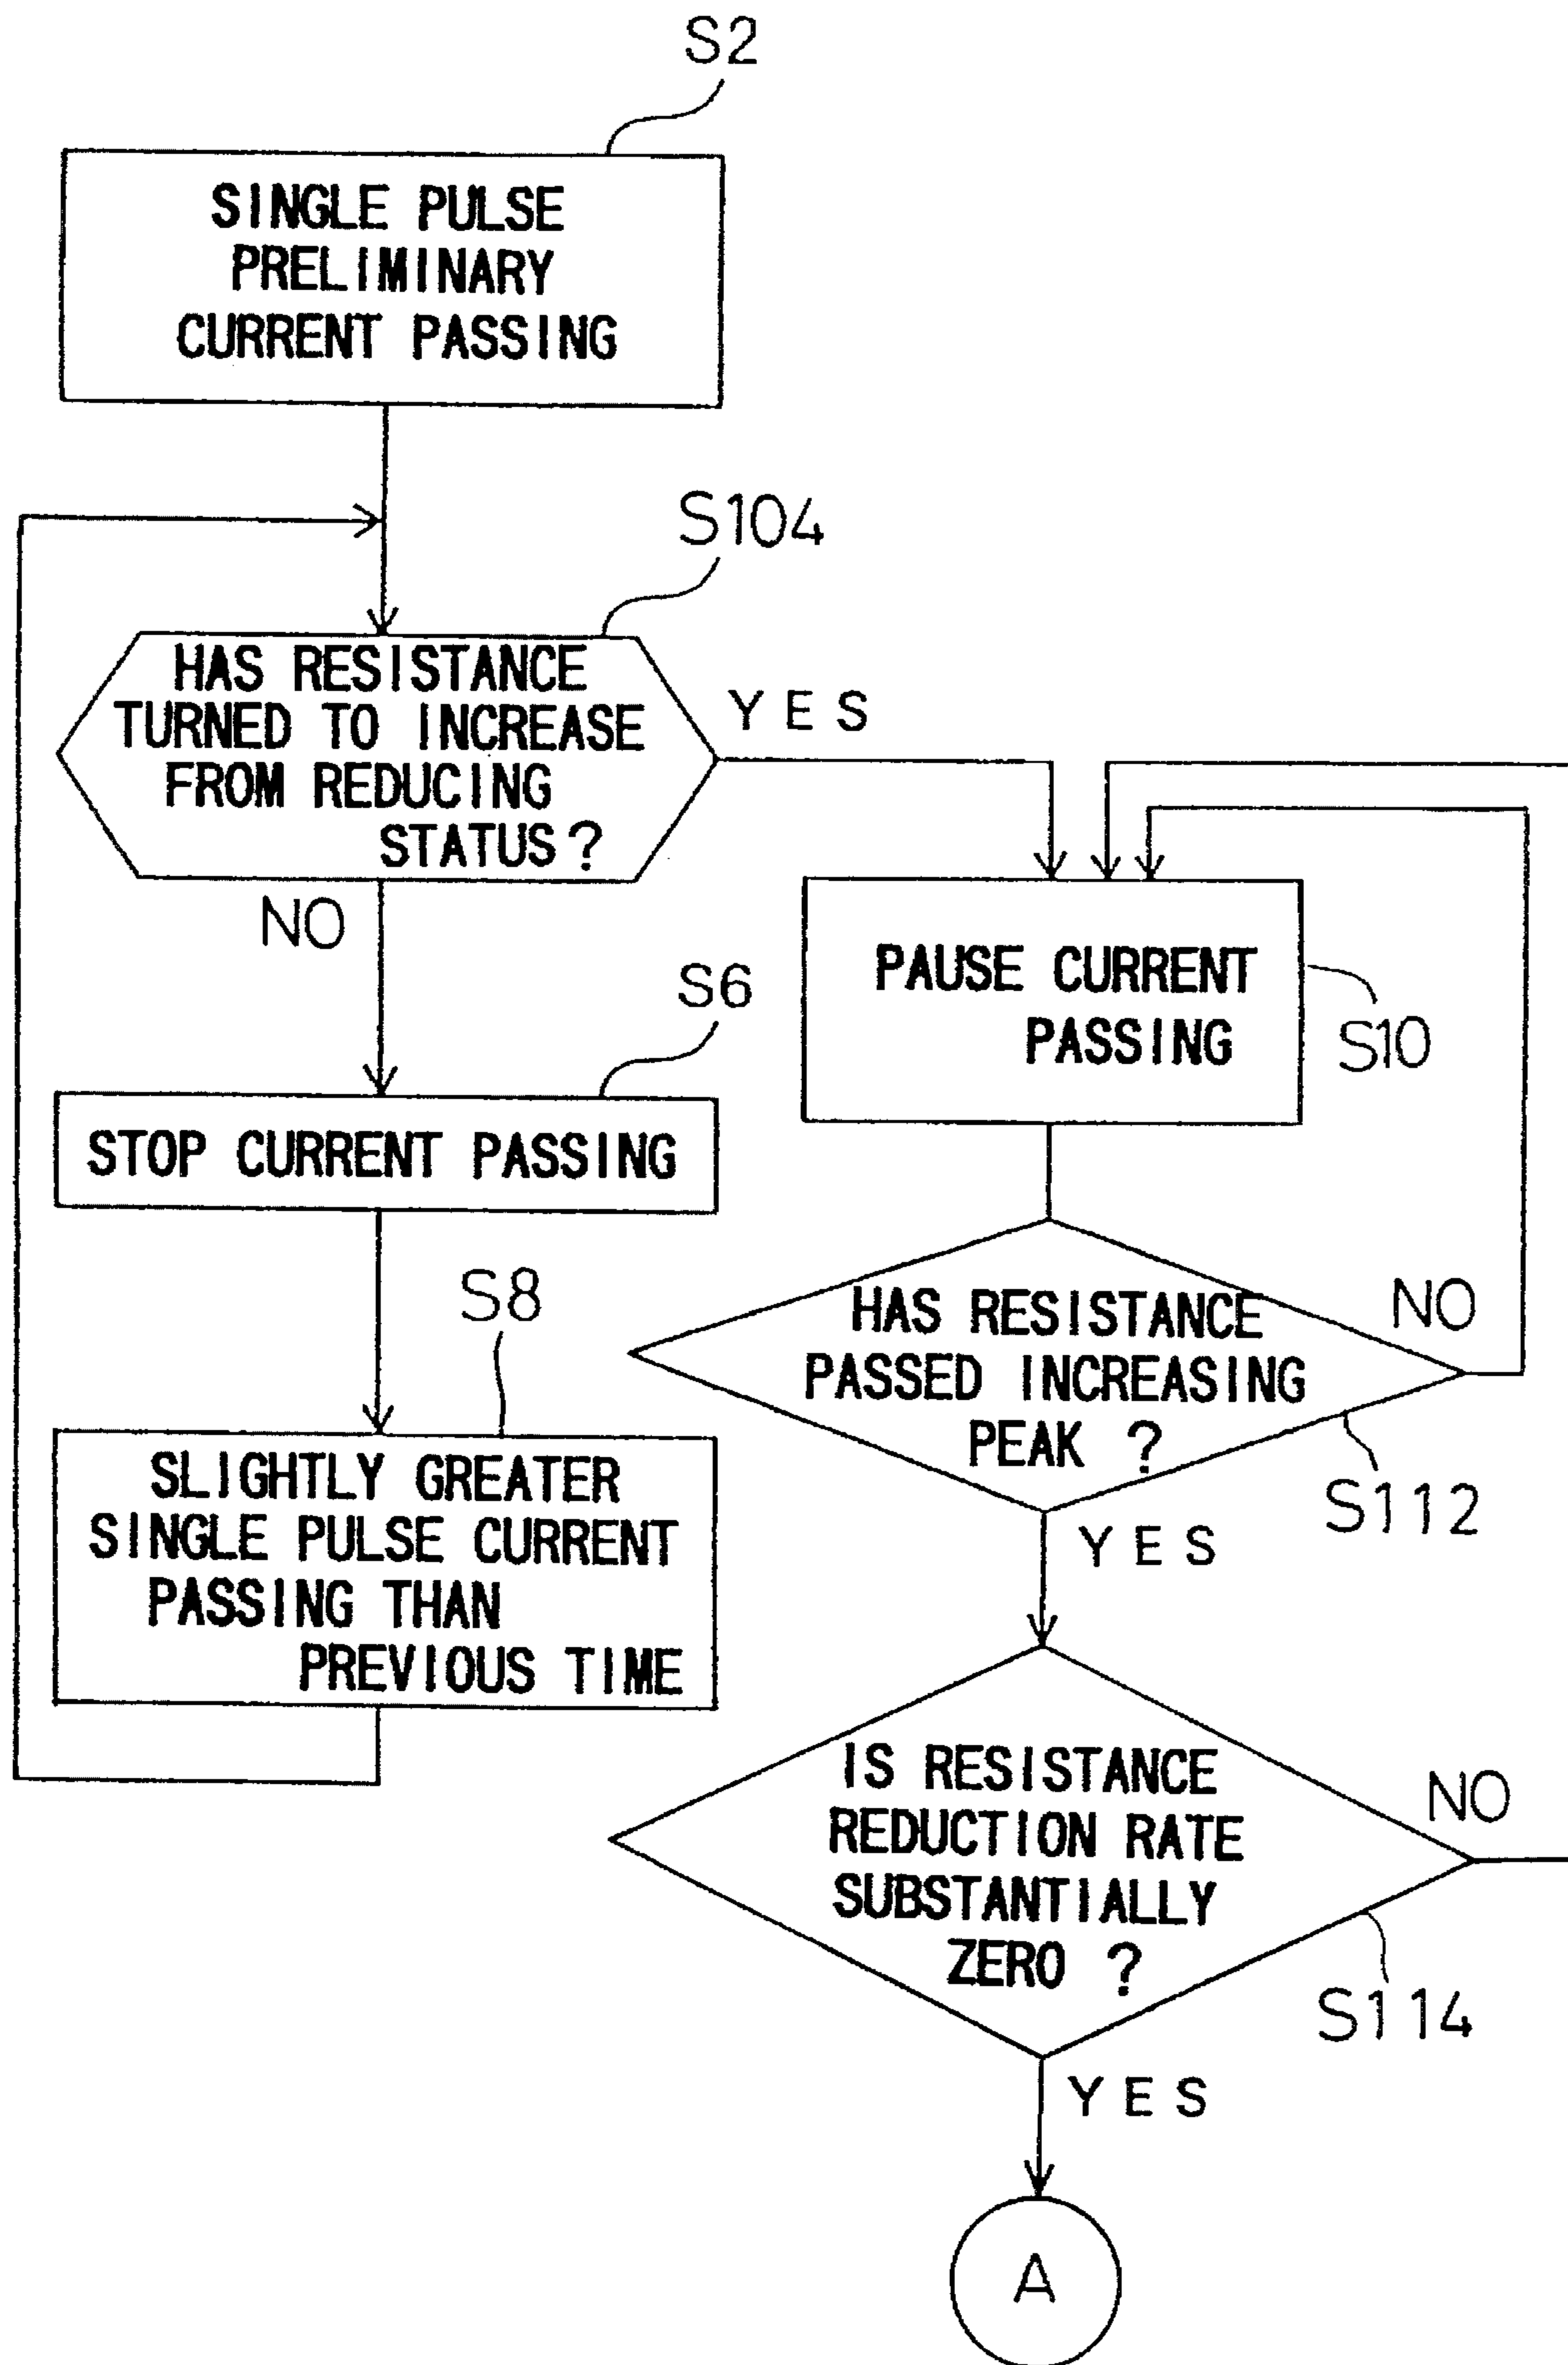 S2
SINGLE PULSE
PRELIMINARY
CURRENT PASSING
S104
HAS RESISTANCE
TURNED TO INCREASE
FROM REDUCING
STATUS?
YES
NO
S6
STOP CURRENT PASSING
S8
SLIGHTLY GREATER
SINGLE PULSE CURRENT
PASSING THAN
PREVIOUS TIME
PAUSE CURRENT
PASSING
S10
HAS RESISTANCE
PASSED INCREASING
PEAK ?
NO
S112
YES
IS RESISTANCE
REDUCTION RATE
SUBSTANTIALLY
ZERO ?
NO
S114
YES
A